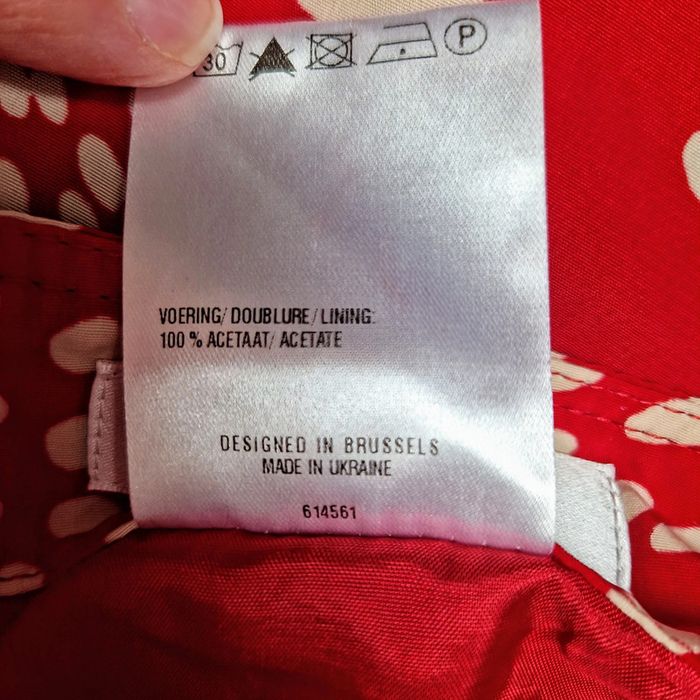 30 P
VOERING/ DOUBLURE/ LINING:
100 % ACETAAT/ ACETATE
DESIGNED IN BRUSSELS
MADE IN UKRAINE
614561